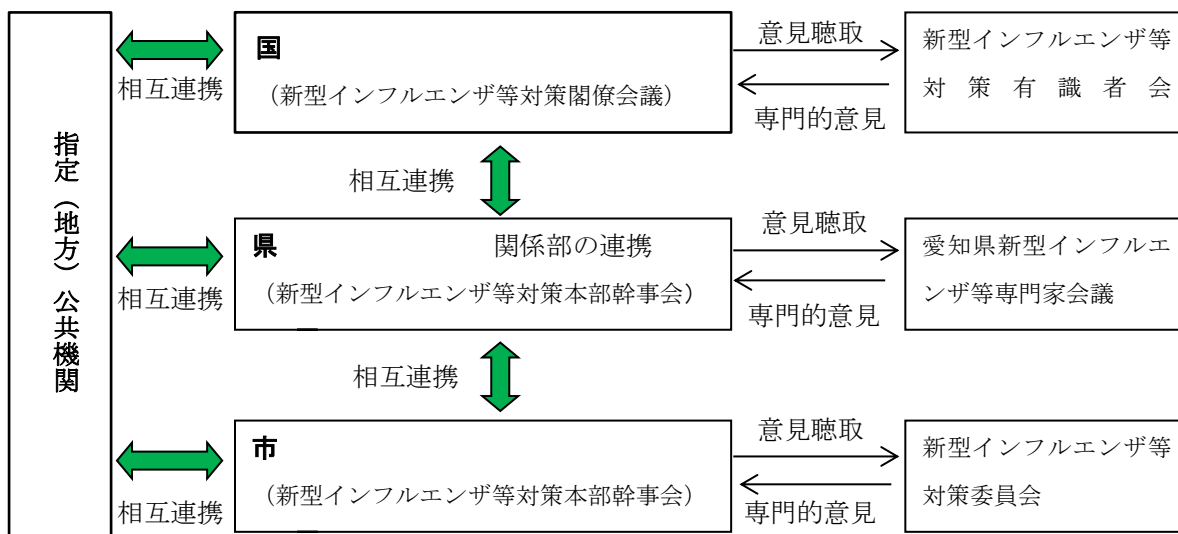 指定（地方）公共機関
相互連携
国
（新型インフルエンザ等対策閣僚会議）
意見聴取
専門的意見
新型インフルエンザ等
対策有識者会
相互連携
相互連携
県 関係部の連携
（新型インフルエンザ等対策本部幹事会）
意見聴取
専門的意見
愛知県新型インフルエ
ンザ等専門家会議
相互連携
相互連携
市
（新型インフルエンザ等対策本部幹事会）
意見聴取
専門的意見
新型インフルエンザ等
対策委員会